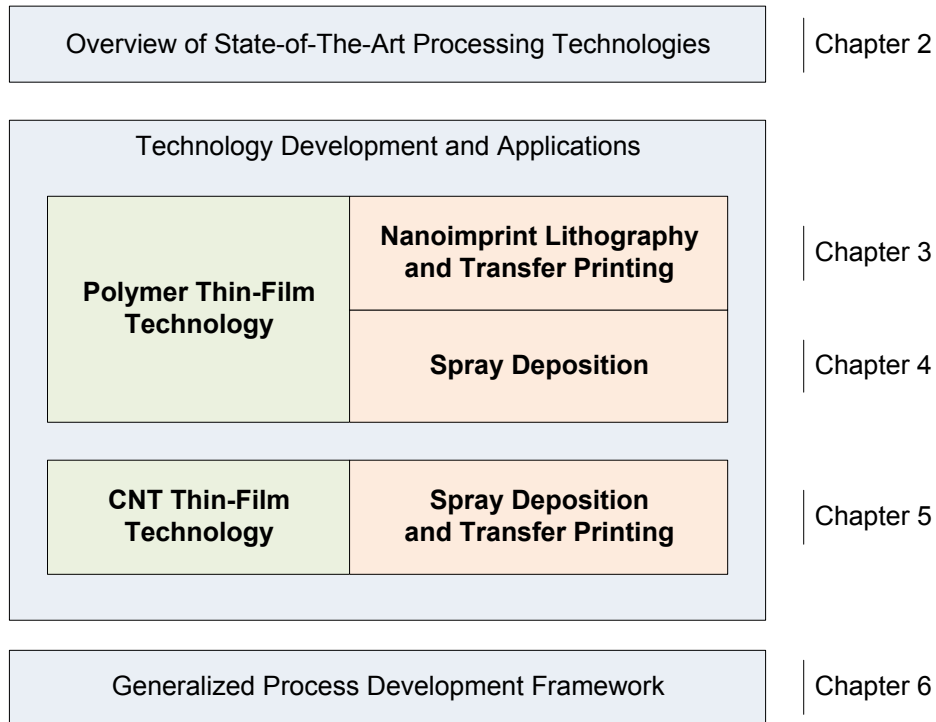 Overview of State-of-The-Art Processing Technologies
Chapter 2
Technology Development and Applications
Polymer Thin-Film
Technology
Nanoimprint Lithography
and Transfer Printing
Chapter 3
Spray Deposition
Chapter 4
CNT Thin-Film
Technology
Spray Deposition
and Transfer Printing
Chapter 5
Generalized Process Development Framework
Chapter 6